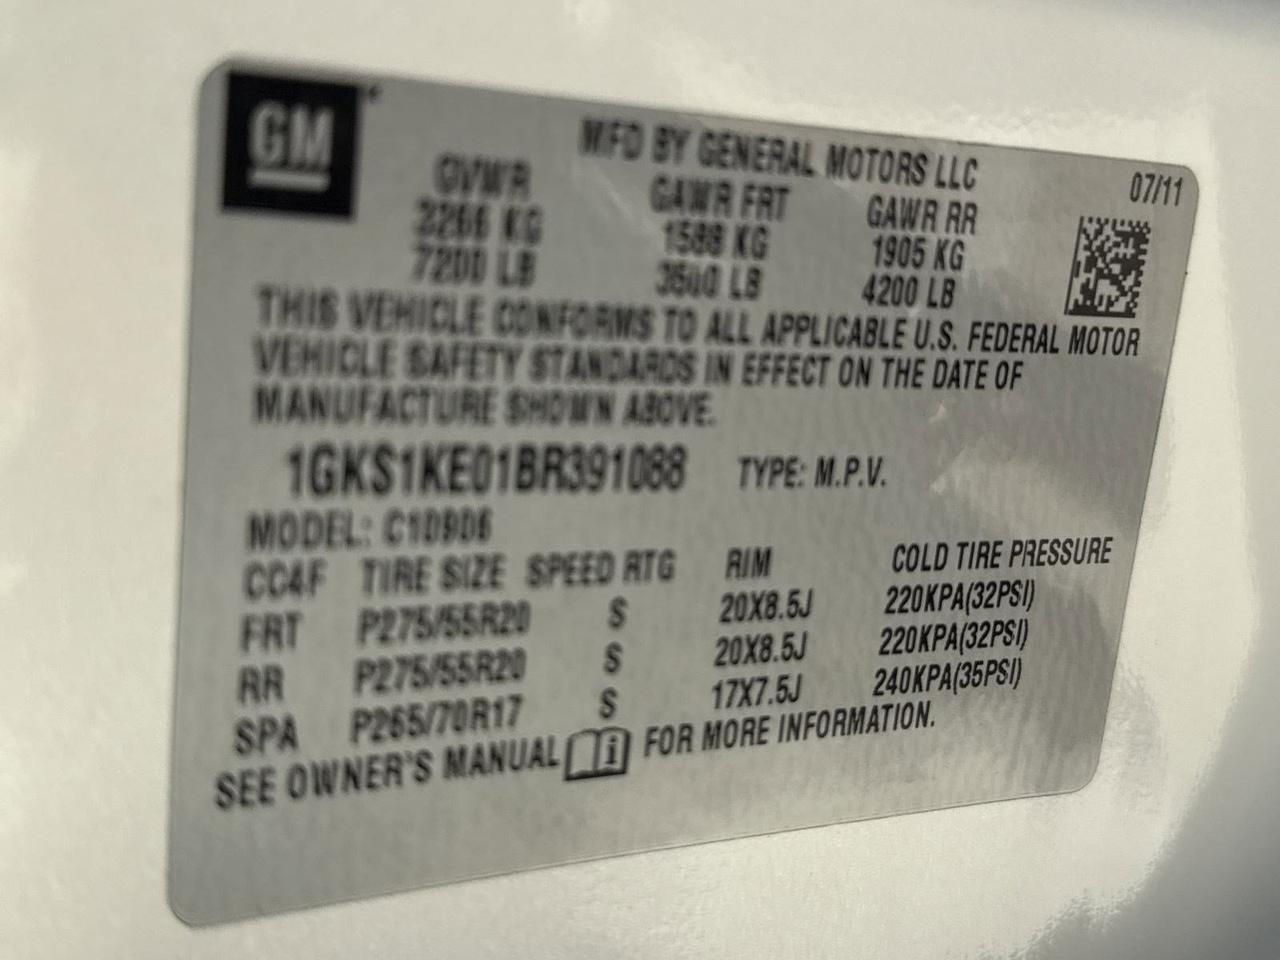 GM
MFD BY GENERAL MOTORS LLC
07/11
GVWR GAWR FRT GAWR RR
3266 KG 1588 KG 1905 KG
7200 LB 3500 LB 4200 LB
THIS VEHICLE CONFORMS TO ALL APPLICABLE U.S. FEDERAL MOTOR
VEHICLE SAFETY STANDARDS IN EFFECT ON THE DATE OF
MANUFACTURE SHOWN ABOVE.
1GKS1KE01BR391088 TYPE: M.P.V.
MODEL: C10906
CC4F TIRE SIZE SPEED RTG RIM COLD TIRE PRESSURE
FRT P275/55R20 S 20X8.5J 220KPA(32PSI)
RR P275/55R20 S 20X8.5J 220KPA(32PSI)
SPA P265/70R17 S 17X7.5J 240KPA(35PSI)
SEE OWNER'S MANUAL i FOR MORE INFORMATION.